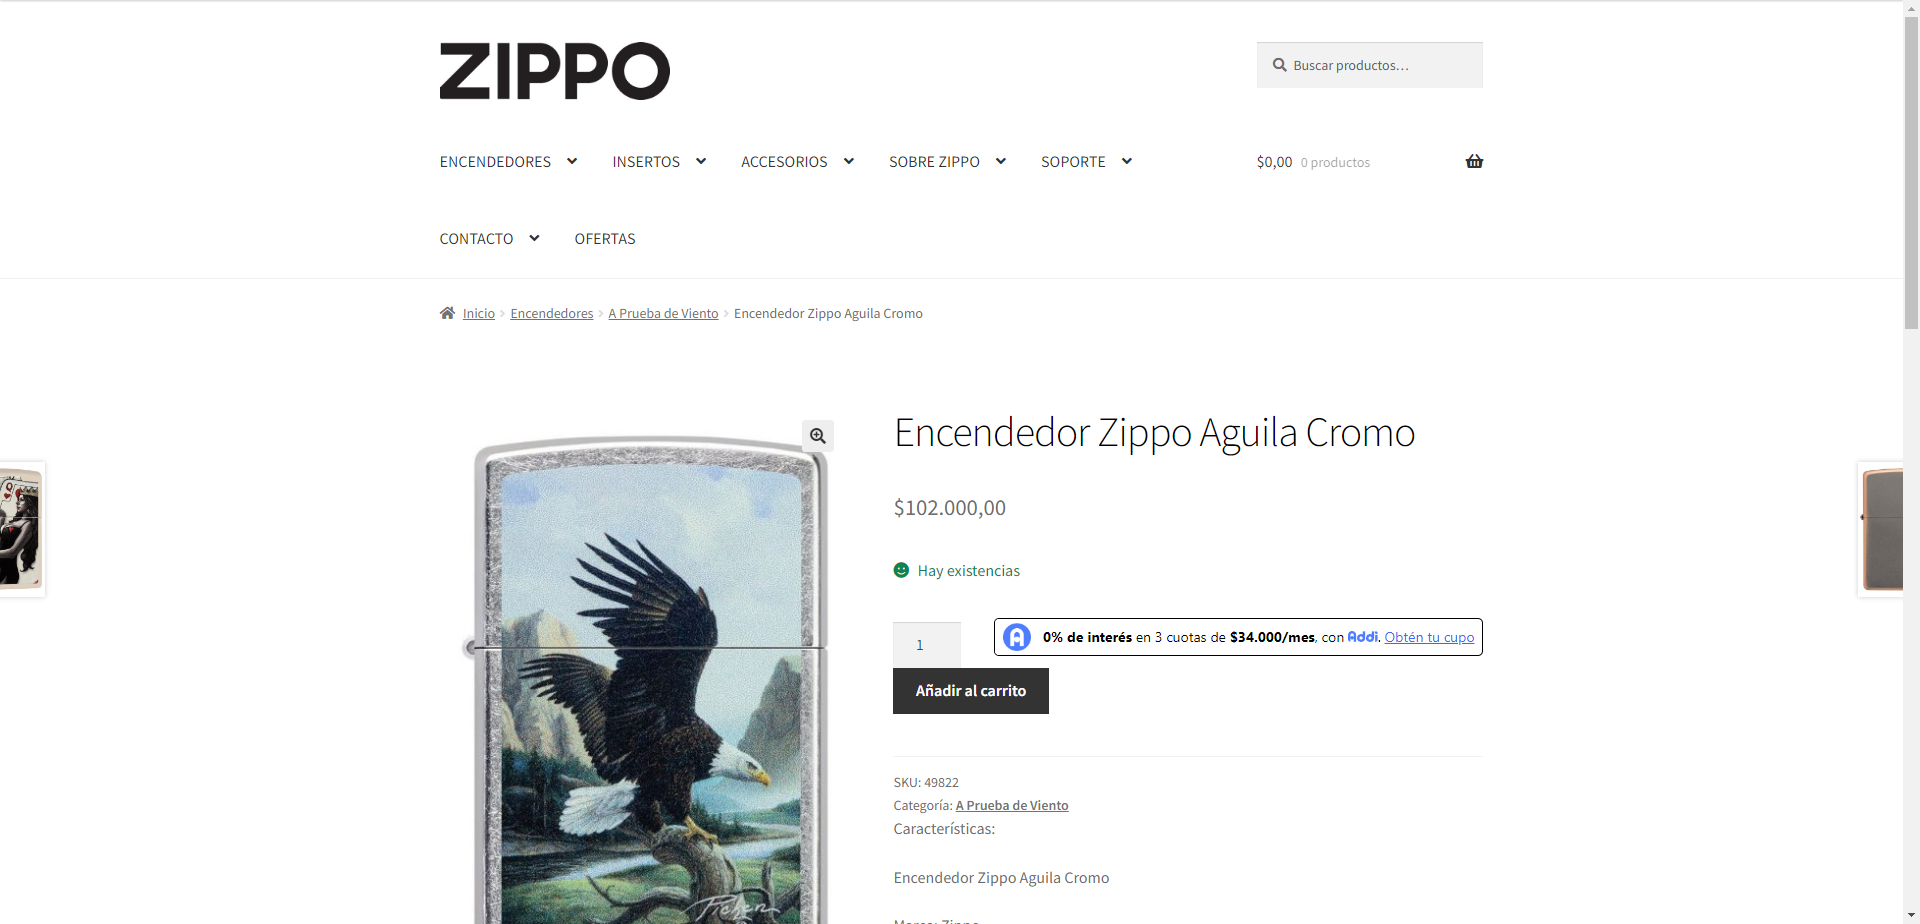 ZIPPO
Buscar productos…
ENCENDEDORES INSERTOS ACCESORIOS SOBRE ZIPPO SOPORTE
$0,00 0 productos
CONTACTO OFERTAS
Inicio Encendedores A Prueba de Viento Encendedor Zippo Aguila Cromo
Encendedor Zippo Aguila Cromo
$102.000,00
Hay existencias
1
0% de interés en 3 cuotas de $34.000/mes, con Addi. Obtén tu cupo
Añadir al carrito
SKU: 49822
Categoría: A Prueba de Viento
Características:
Encendedor Zippo Aguila Cromo
Marca: Zippo